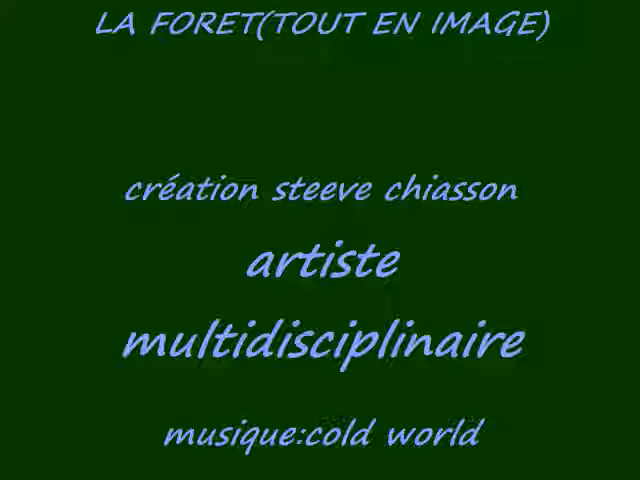 LA FORET(TOUT EN IMAGE)
création steeve chiasson
artiste
multidisciplinaire
musique:cold world